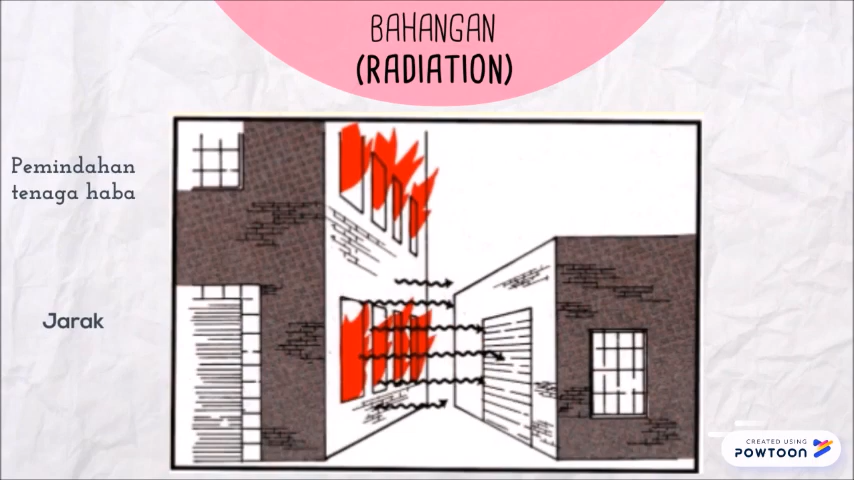 BAHANGAN
(RADIATION)
Pemindahan
tenaga haba
Jarak
CREATED USING
POWTOON